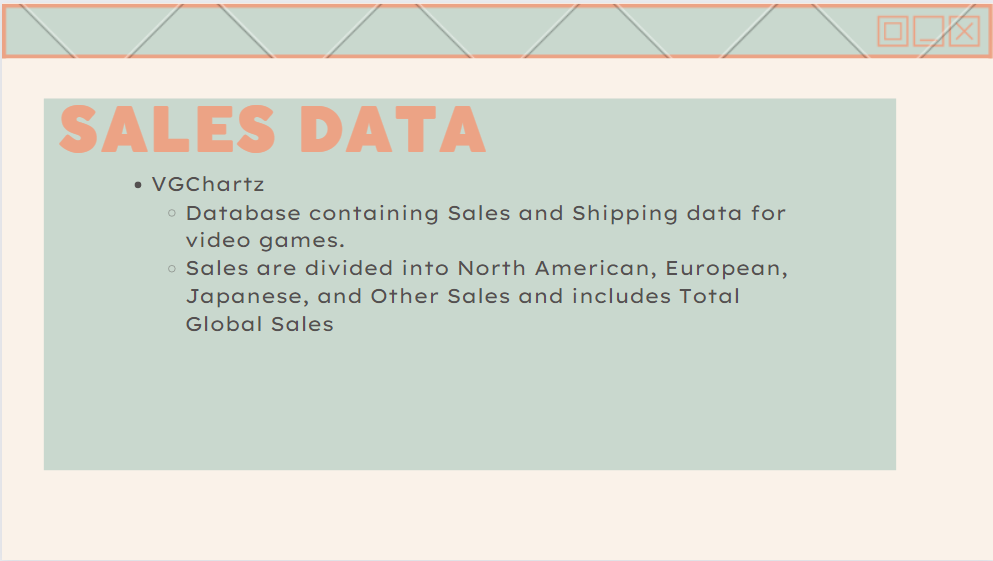 SALES DATA
• VGChartz
○ Database containing Sales and Shipping data for
video games.
○ Sales are divided into North American, European,
Japanese, and Other Sales and includes Total
Global Sales